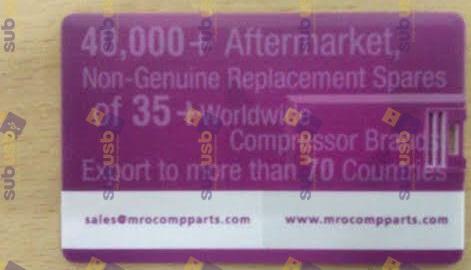 40,000+ Aftermarket,
Non-Genuine Replacement Spares
of 35+ Worldwide
Compressor Brands
Export to more than 70 Countries
sales@mrocompparts.com www.mrocompparts.com